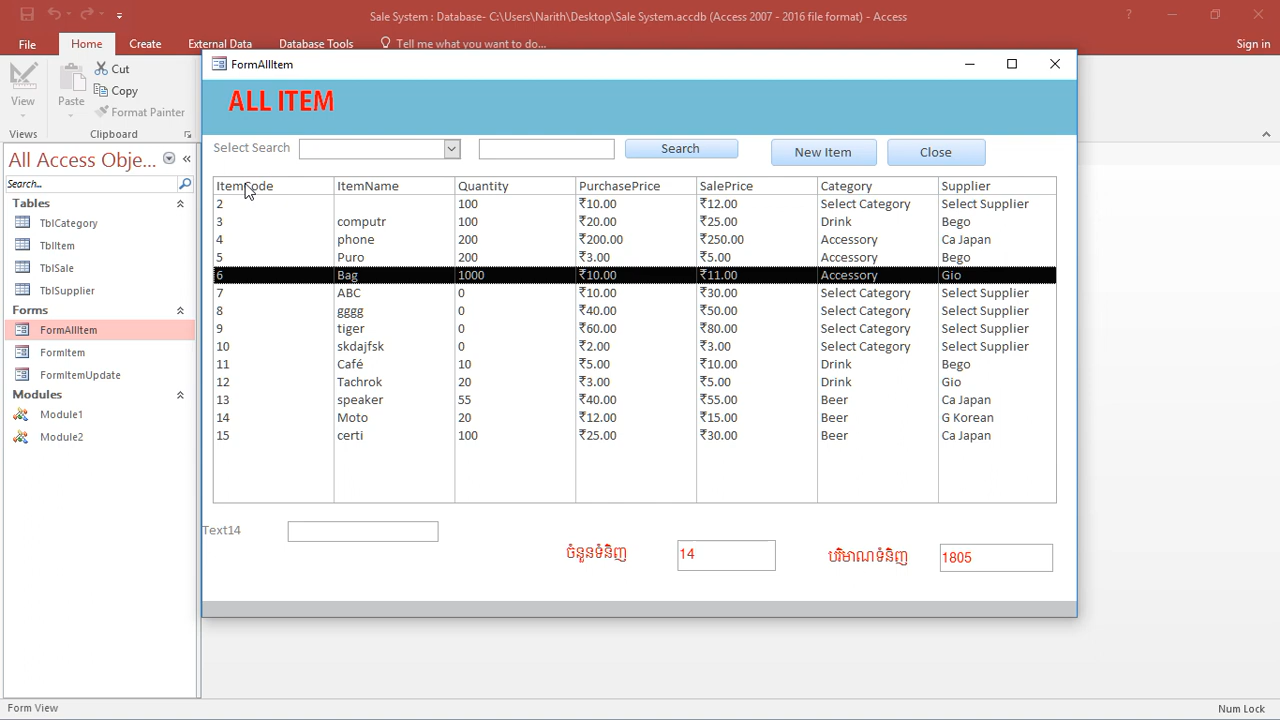 Sale System : Database- C:\Users\Narith\Desktop\Sale System.accdb (Access 2007 - 2016 file format) - Access
File Home Create External Data Database Tools Tell me what you want to do... Sign in
View
Views
Paste
Cut
Copy
Format Painter
Clipboard
All Access Obje...
Search...
Tables
TblCategory
TblItem
TblSale
TblSupplier
Forms
FormAllItem
FormItem
FormItemUpdate
Modules
Module1
Module2
FormAllItem
ALL ITEM
Select Search Search New Item Close
ItemCode ItemName Quantity PurchasePrice SalePrice Category Supplier
2 100 ₹10.00 ₹12.00 Select Category Select Supplier
3 computr 100 ₹20.00 ₹25.00 Drink Bego
4 phone 200 ₹200.00 ₹250.00 Accessory Ca Japan
5 Puro 200 ₹3.00 ₹5.00 Accessory Bego
6 Bag 1000 ₹10.00 ₹11.00 Accessory Gio
7 ABC 0 ₹10.00 ₹30.00 Select Category Select Supplier
8 gggg 0 ₹40.00 ₹50.00 Select Category Select Supplier
9 tiger 0 ₹60.00 ₹80.00 Select Category Select Supplier
10 skdajfsk 0 ₹2.00 ₹3.00 Select Category Select Supplier
11 Café 10 ₹5.00 ₹10.00 Drink Bego
12 Tachrok 20 ₹3.00 ₹5.00 Drink Gio
13 speaker 55 ₹40.00 ₹55.00 Beer Ca Japan
14 Moto 20 ₹12.00 ₹15.00 Beer G Korean
15 certi 100 ₹25.00 ₹30.00 Beer Ca Japan
Text14
ចំនួនទំនិញ 14 បរិមាណទំនិញ 1805
Form View Num Lock